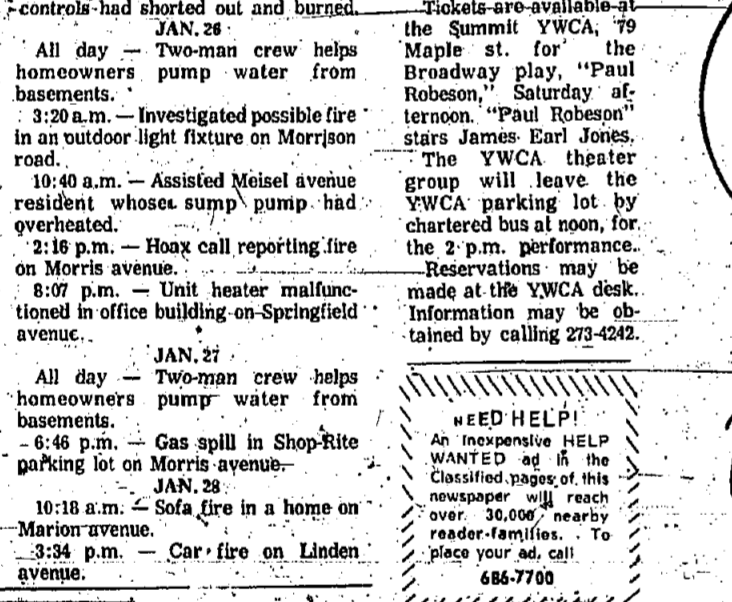 controls had shorted out and burned.
JAN. 26
All day — Two-man crew helps
homeowners pump water from
basements.
3:20 a.m. — Investigated possible fire
in an outdoor light fixture on Morrison
road.
10:40 a.m. — Assisted Meisel avenue
resident whose sump pump had
overheated.
2:16 p.m. — Hoax call reporting fire
on Morris avenue.
8:07 p.m. — Unit heater malfunc-
tioned in office building on Springfield
avenue.
JAN. 27
All day — Two-man crew helps
homeowners pump water from
basements.
6:46 p.m. — Gas spill in Shop-Rite
parking lot on Morris avenue.
JAN. 28
10:18 a.m. — Sofa fire in a home on
Marion avenue.
3:34 p.m. — Car fire on Linden
avenue.
Tickets are available at
the Summit YWCA, 79
Maple st. for the
Broadway play, "Paul
Robeson," Saturday af-
ternoon. "Paul Robeson"
stars James Earl Jones.
The YWCA theater
group will leave the
YWCA parking lot by
chartered bus at noon, for
the 2 p.m. performance.
Reservations may be
made at the YWCA desk.
Information may be ob-
tained by calling 273-4242.
NEED HELP!
An Inexpensive HELP
WANTED ad in the
Classified pages of this
newspaper will reach
over 30,000 nearby
reader-families. To
place your ad, call
686-7700